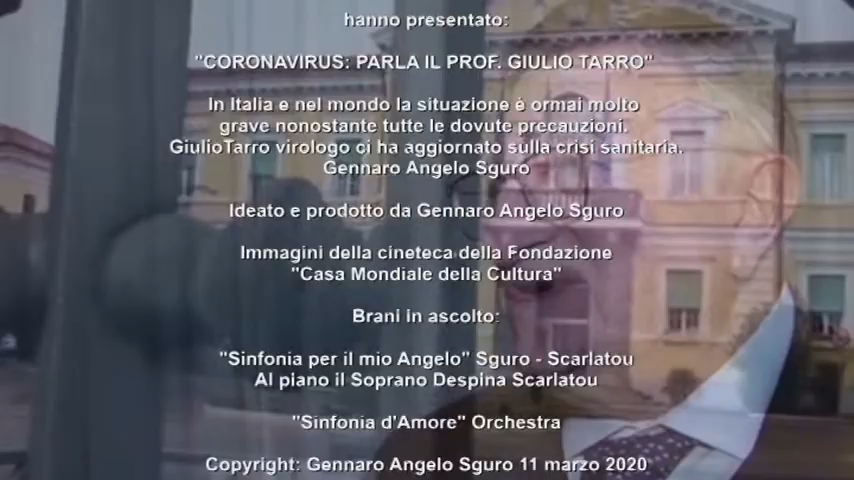 hanno presentato:
"CORONAVIRUS: PARLA IL PROF. GIULIO TARRO"
In Italia e nel mondo la situazione è ormai molto
grave nonostante tutte le dovute precauzioni.
GiulioTarro virologo ci ha aggiornato sulla crisi sanitaria.
Gennaro Angelo Sguro
Ideato e prodotto da Gennaro Angelo Sguro
Immagini della cineteca della Fondazione
"Casa Mondiale della Cultura"
Brani in ascolto:
"Sinfonia per il mio Angelo" Sguro - Scarlatou
Al piano il Soprano Despina Scarlatou
"Sinfonia d'Amore" Orchestra
Copyright: Gennaro Angelo Sguro 11 marzo 2020